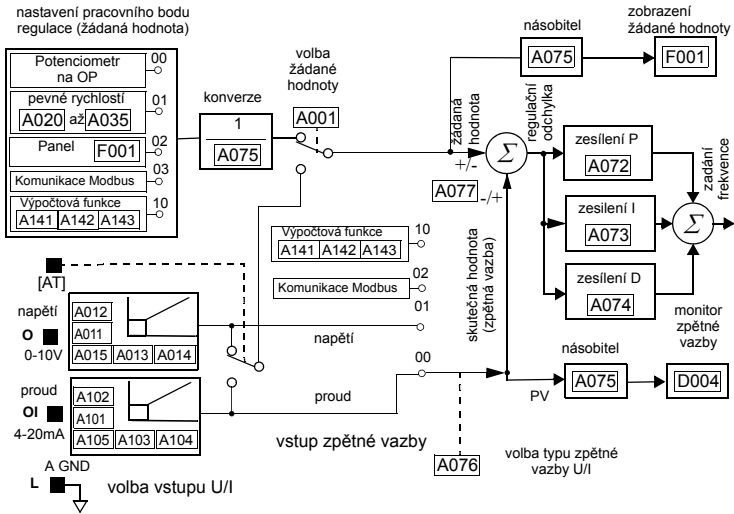 nastavení pracovního bodu
regulace (žádaná hodnota)
Potenciometr
na OP
00
pevné rychlostí
A020 až A035
01
Panel F001
02
Komunikace Modbus
03
Výpočtová funkce
A141 A142 A143
10
konverze
1
A075
volba
žádané
hodnoty
A001
žádaná
hodnota
+/-
A077
-/+
Σ
regulační
odchylka
násobitel
A075
zobrazení
žádané hodnoty
F001
zesílení P
A072
zesilení I
A073
zesílení D
A074
Σ
zadání
frekvence
[AT]
napětí
O
0-10V
A012
A011
A015 A013 A014
proud
OI
4-20mA
A102
A101
A105 A103 A104
A GND
L
volba vstupu U/I
Výpočtová funkce
A141 A142 A143
10
Komunikace Modbus
02
01
napětí
00
proud
skutečná hodnota
(zpětná vazba)
vstup zpětné vazby
A076
volba typu zpětné
vazby U/I
PV
násobitel
A075
monitor
zpětné
vazby
D004